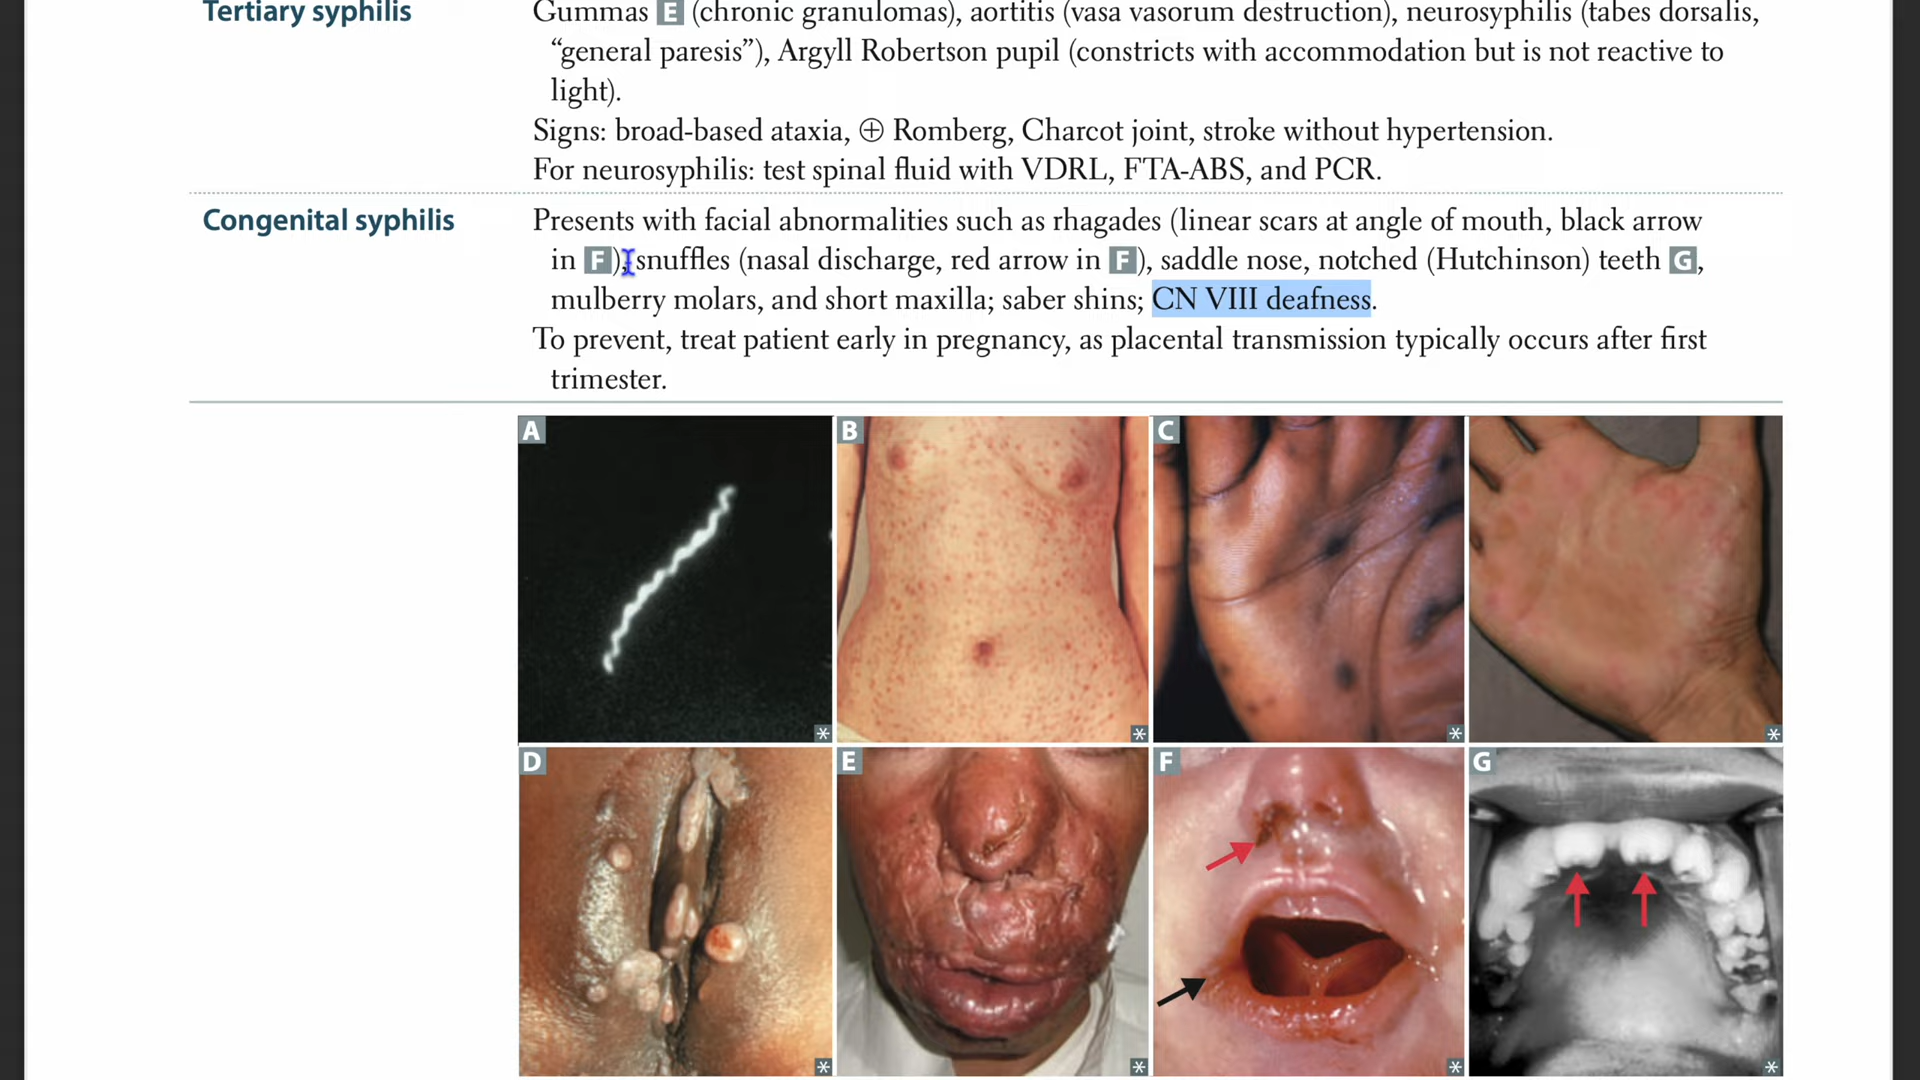 Tertiary syphilis
Gummas E (chronic granulomas), aortitis (vasa vasorum destruction), neurosyphilis (tabes dorsalis,
“general paresis”), Argyll Robertson pupil (constricts with accommodation but is not reactive to
light).
Signs: broad-based ataxia, ⊕ Romberg, Charcot joint, stroke without hypertension.
For neurosyphilis: test spinal fluid with VDRL, FTA-ABS, and PCR.
Congenital syphilis
Presents with facial abnormalities such as rhagades (linear scars at angle of mouth, black arrow
in F), snuffles (nasal discharge, red arrow in F), saddle nose, notched (Hutchinson) teeth G,
mulberry molars, and short maxilla; saber shins; CN VIII deafness.
To prevent, treat patient early in pregnancy, as placental transmission typically occurs after first
trimester.
A
B
C
D
E
F
G